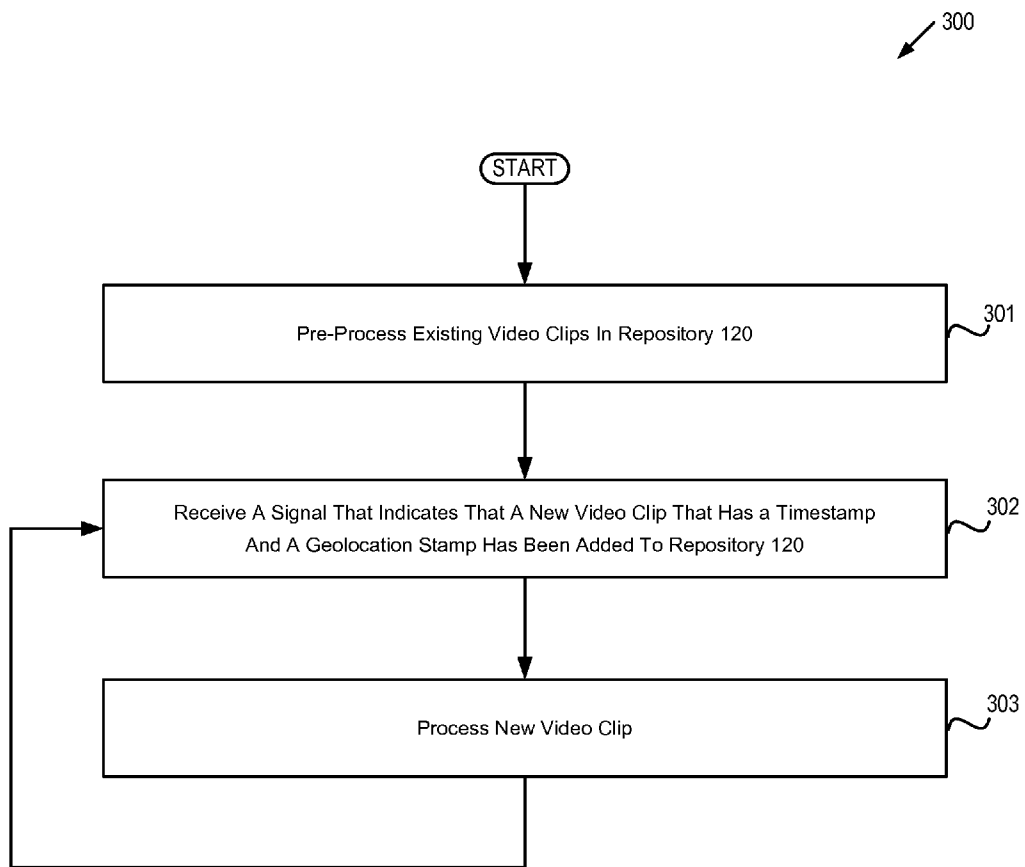 300
START
Pre-Process Existing Video Clips In Repository 120
301
Receive A Signal That Indicates That A New Video Clip That Has a Timestamp
And A Geolocation Stamp Has Been Added To Repository 120
302
Process New Video Clip
303